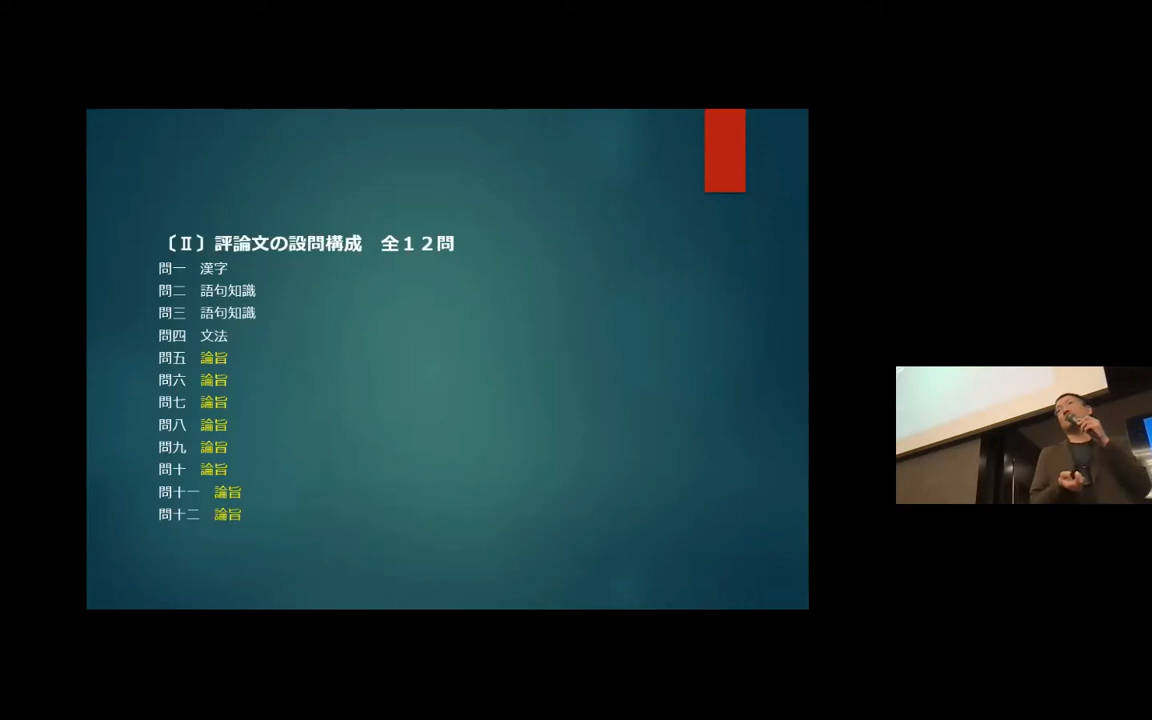 〔Ⅱ〕評論文の設問構成　全１２問
問一　漢字
問二　語句知識
問三　語句知識
問四　文法
問五　論旨
問六　論旨
問七　論旨
問八　論旨
問九　論旨
問十　論旨
問十一　論旨
問十二　論旨